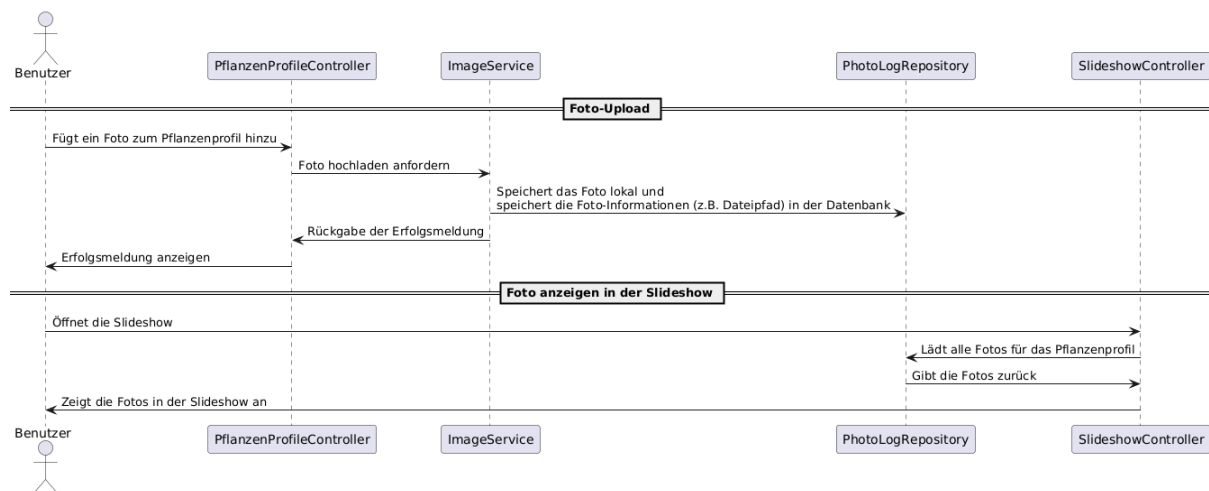 Benutzer
PflanzenProfileController
ImageService
PhotoLogRepository
SlideshowController
Foto-Upload
Fügt ein Foto zum Pflanzenprofil hinzu
Foto hochladen anfordern
Speichert das Foto lokal und
speichert die Foto-Informationen (z.B. Dateipfad) in der Datenbank
Rückgabe der Erfolgsmeldung
Erfolgsmeldung anzeigen
Foto anzeigen in der Slideshow
Öffnet die Slideshow
Lädt alle Fotos für das Pflanzenprofil
Gibt die Fotos zurück
Zeigt die Fotos in der Slideshow an
Benutzer
PflanzenProfileController
ImageService
PhotoLogRepository
SlideshowController